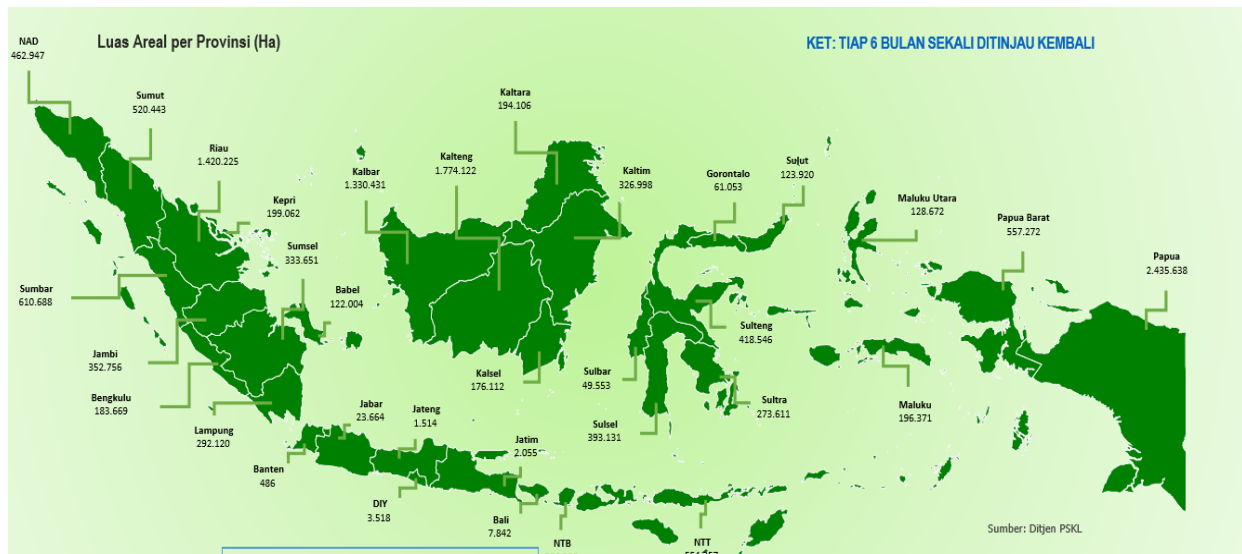 Luas Areal per Provinsi (Ha)
KET: TIAP 6 BULAN SEKALI DITINJAU KEMBALI
NAD
462.947
Sumut
520.443
Riau
1.420.225
Kepri
199.062
Sumsel
333.651
Babel
122.004
Sumbar
610.688
Jambi
352.756
Bengkulu
183.669
Lampung
292.120
Banten
486
Jabar
23.664
Jateng
1.514
DIY
3.518
Jatim
2.055
Bali
7.842
NTB
NTT
Kalbar
1.330.431
Kalteng
1.774.122
Kaltara
194.106
Kaltim
326.998
Kalsel
176.112
Gorontalo
61.053
Sulut
123.920
Sulteng
418.546
Sulbar
49.553
Sulsel
393.131
Sultra
273.611
Maluku Utara
128.672
Maluku
196.371
Papua Barat
557.272
Papua
2.435.638
Sumber: Ditjen PSKL